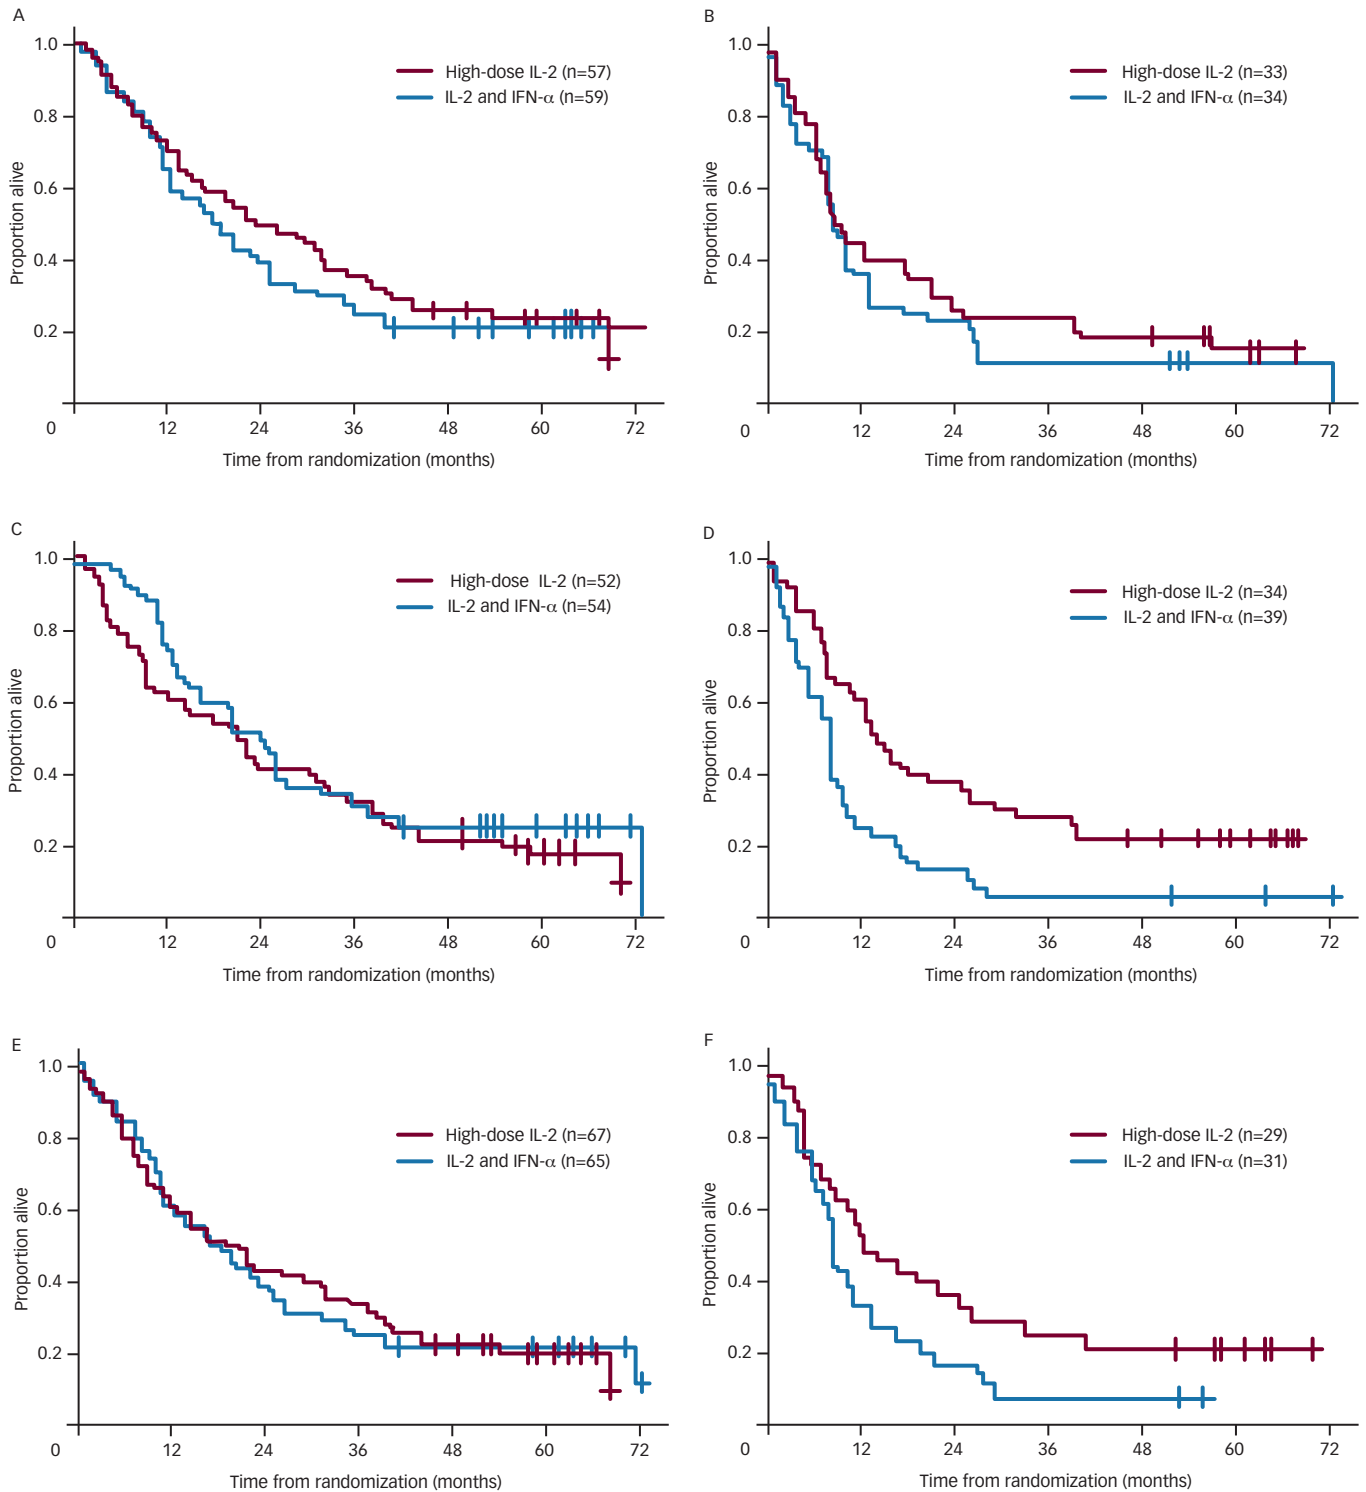 A
1.0
0.8
0.6
0.4
0.2
0
12
24
36
48
60
72
Proportion alive
Time from randomization (months)
High-dose IL-2 (n=57)
IL-2 and IFN-α (n=59)
B
1.0
0.8
0.6
0.4
0.2
0
12
24
36
48
60
72
Proportion alive
Time from randomization (months)
High-dose IL-2 (n=33)
IL-2 and IFN-α (n=34)
C
1.0
0.8
0.6
0.4
0.2
0
12
24
36
48
60
72
Proportion alive
Time from randomization (months)
High-dose IL-2 (n=52)
IL-2 and IFN-α (n=54)
D
1.0
0.8
0.6
0.4
0.2
0
12
24
36
48
60
72
Proportion alive
Time from randomization (months)
High-dose IL-2 (n=34)
IL-2 and IFN-α (n=39)
E
1.0
0.8
0.6
0.4
0.2
0
12
24
36
48
60
72
Proportion alive
Time from randomization (months)
High-dose IL-2 (n=67)
IL-2 and IFN-α (n=65)
F
1.0
0.8
0.6
0.4
0.2
0
12
24
36
48
60
72
Proportion alive
Time from randomization (months)
High-dose IL-2 (n=29)
IL-2 and IFN-α (n=31)